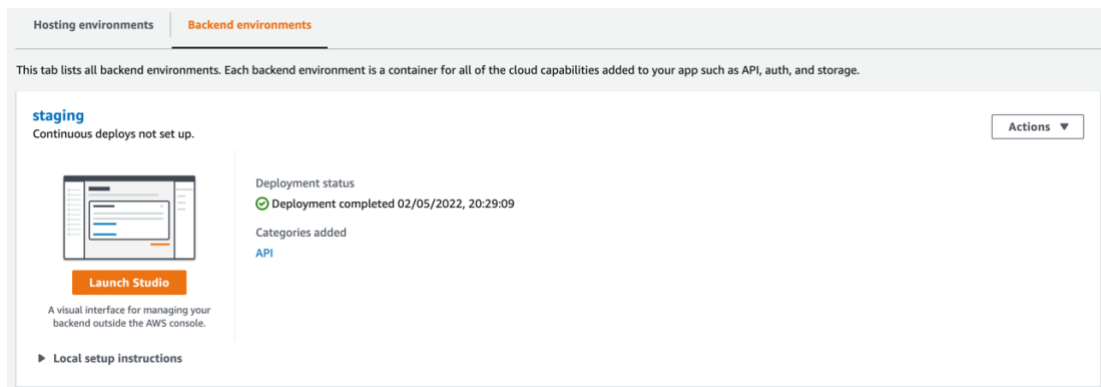 Hosting environments
Backend environments
This tab lists all backend environments. Each backend environment is a container for all of the cloud capabilities added to your app such as API, auth, and storage.
staging
Continuous deploys not set up.
Actions
Deployment status
Deployment completed 02/05/2022, 20:29:09
Categories added
API
Launch Studio
A visual interface for managing your
backend outside the AWS console.
Local setup instructions